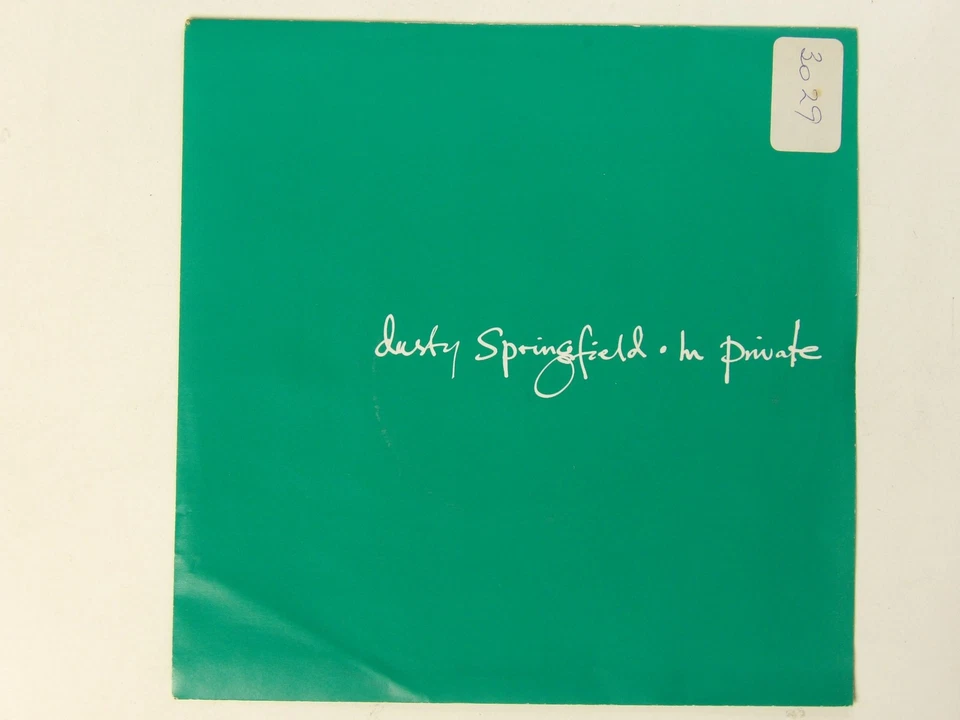 3029
dusty Springfield • In private